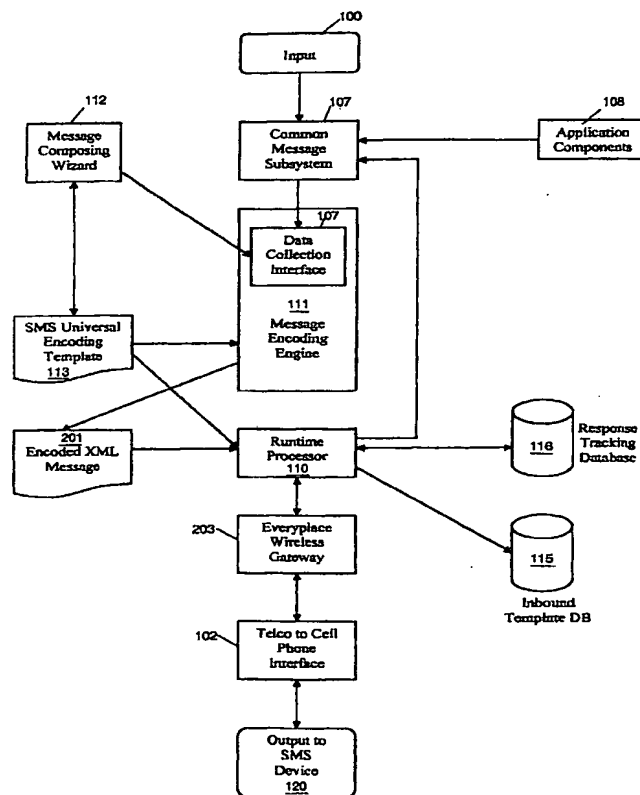 100
Input
112
Message
Composing
Wizard
107
Common
Message
Subsystem
108
Application
Components
107
Data
Collection
Interface
111
Message
Encoding
Engine
SMS Universal
Encoding
Template
113
201
Encoded XML
Message
Runtime
Processor
110
116
Response
Tracking
Database
203
Everyplace
Wireless
Gateway
115
Inbound
Template DB
102
Telco to Cell
Phone
Interface
Output to
SMS
Device
120